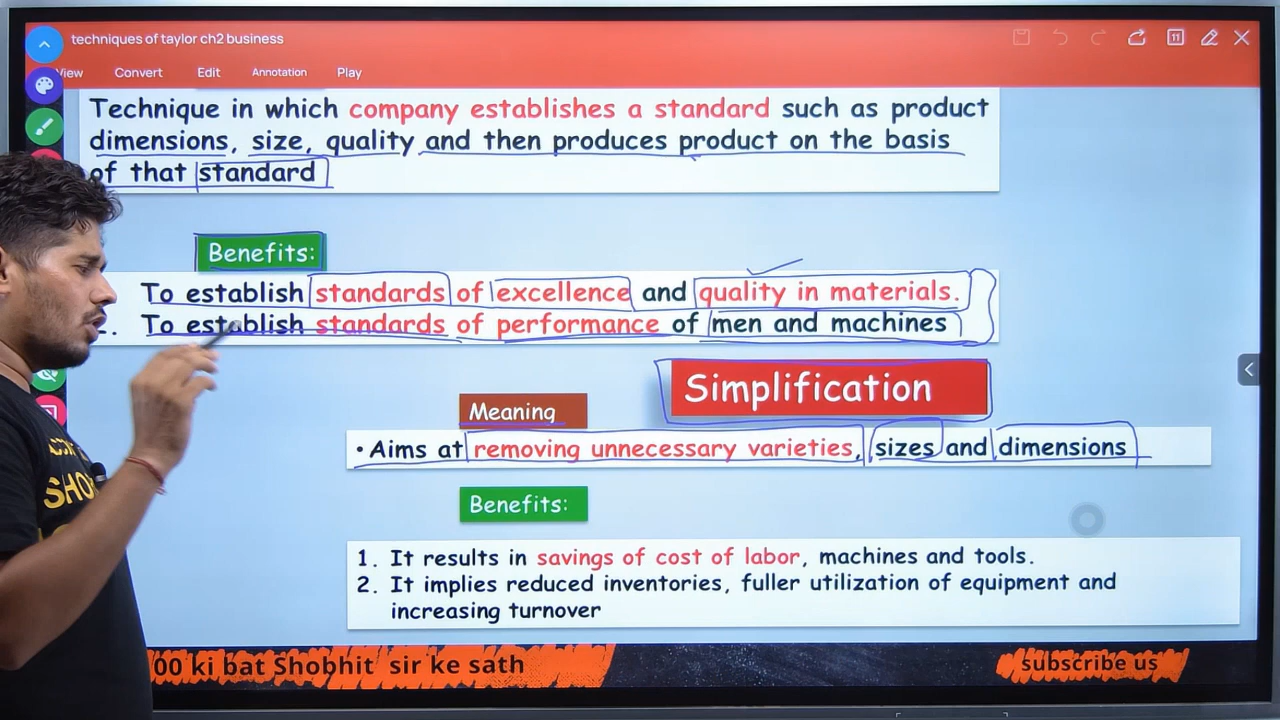 techniques of taylor ch2 business
View Convert Edit Annotation Play
11
Technique in which company establishes a standard such as product
dimensions, size, quality and then produces product on the basis
of that standard
Benefits:
To establish standards of excellence and quality in materials.
To establish standards of performance of men and machines
Simplification
Meaning
• Aims at removing unnecessary varieties, sizes and dimensions
Benefits:
1. It results in savings of cost of labor, machines and tools.
2. It implies reduced inventories, fuller utilization of equipment and
increasing turnover
00 ki bat Shobhit sir ke sath
subscribe us